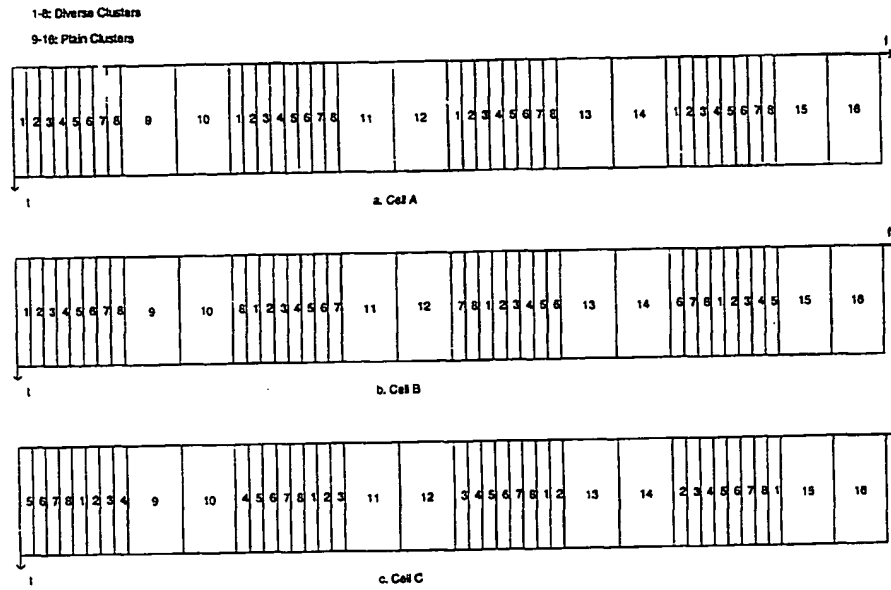 1-8: Diverse Clusters
9-16: Plain Clusters
f
1 2 3 4 5 6 7 8 9 10 1 2 3 4 5 6 7 8 11 12 1 2 3 4 5 6 7 8 13 14 1 2 3 4 5 6 7 8 15 16
t
a. Cell A
f
1 2 3 4 5 6 7 8 9 10 8 1 2 3 4 5 6 7 11 12 7 8 1 2 3 4 5 6 13 14 6 7 8 1 2 3 4 5 15 16
t
b. Cell B
5 6 7 8 1 2 3 4 9 10 4 5 6 7 8 1 2 3 11 12 3 4 5 6 7 8 1 2 13 14 2 3 4 5 6 7 8 1 15 16
t
c. Cell C